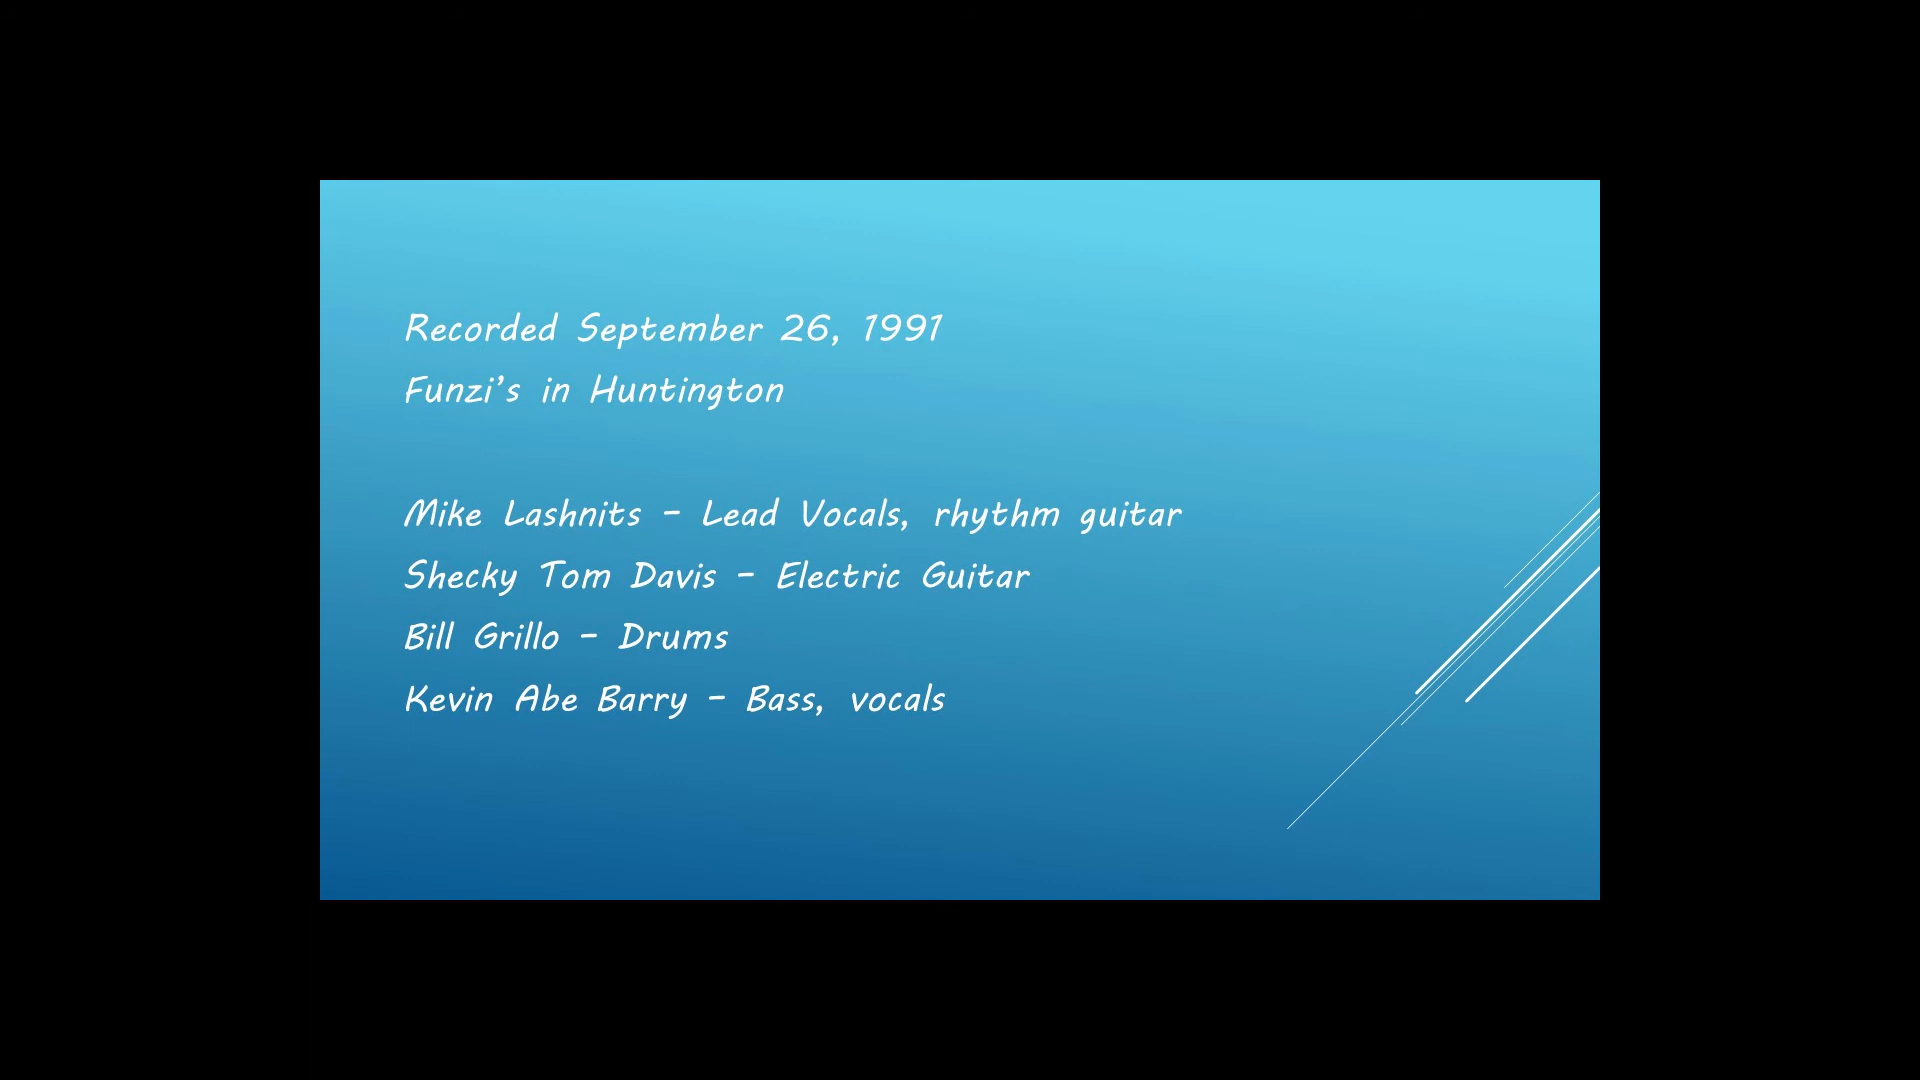 Recorded September 26, 1991
Funzi’s in Huntington
Mike Lashnits – Lead Vocals, rhythm guitar
Shecky Tom Davis – Electric Guitar
Bill Grillo – Drums
Kevin Abe Barry – Bass, vocals